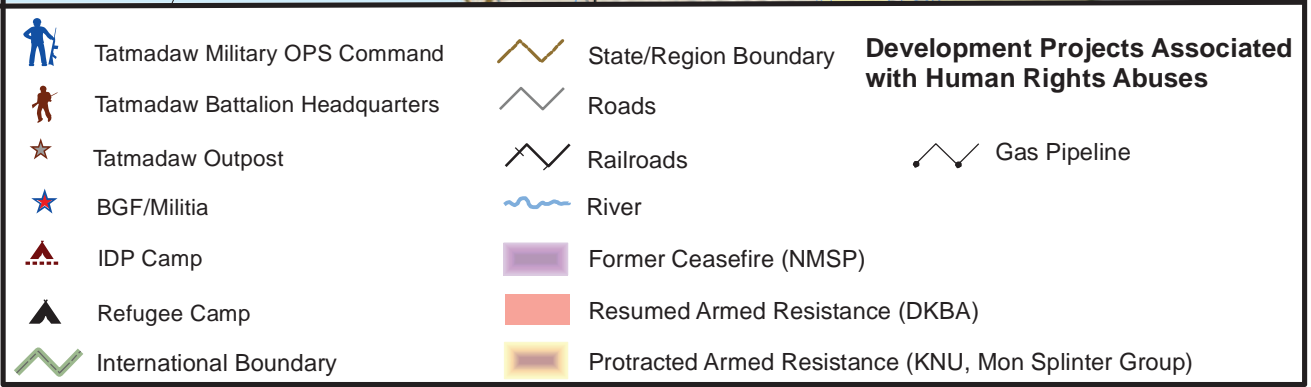 Tatmadaw Military OPS Command
Tatmadaw Battalion Headquarters
Tatmadaw Outpost
BGF/Militia
IDP Camp
Refugee Camp
International Boundary
State/Region Boundary
Roads
Railroads
River
Former Ceasefire (NMSP)
Resumed Armed Resistance (DKBA)
Protracted Armed Resistance (KNU, Mon Splinter Group)
Development Projects Associated
with Human Rights Abuses
Gas Pipeline